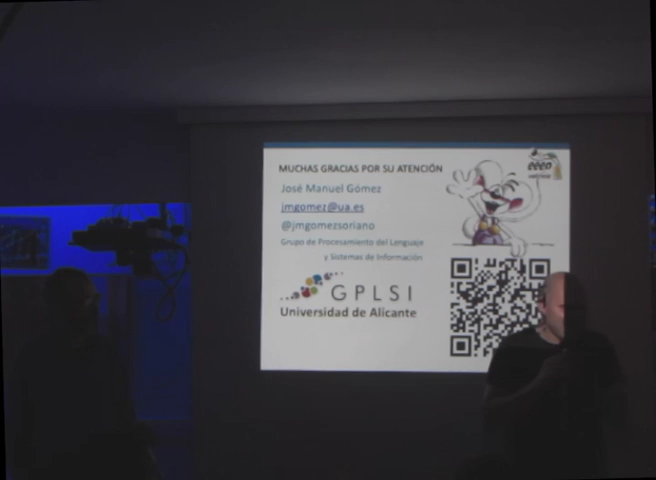 MUCHAS GRACIAS POR SU ATENCIÓN
José Manuel Gómez
jmgomez@ua.es
@jmgomezsoriano
Grupo de Procesamiento del Lenguaje
y Sistemas de Información
GPLSI
Universidad de Alicante